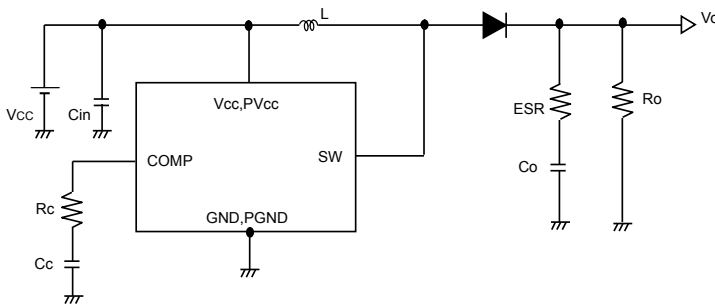 L
Vo
Vcc,PVcc
VCC
Cin
ESR
Ro
COMP
SW
Co
Rc
GND,PGND
Cc